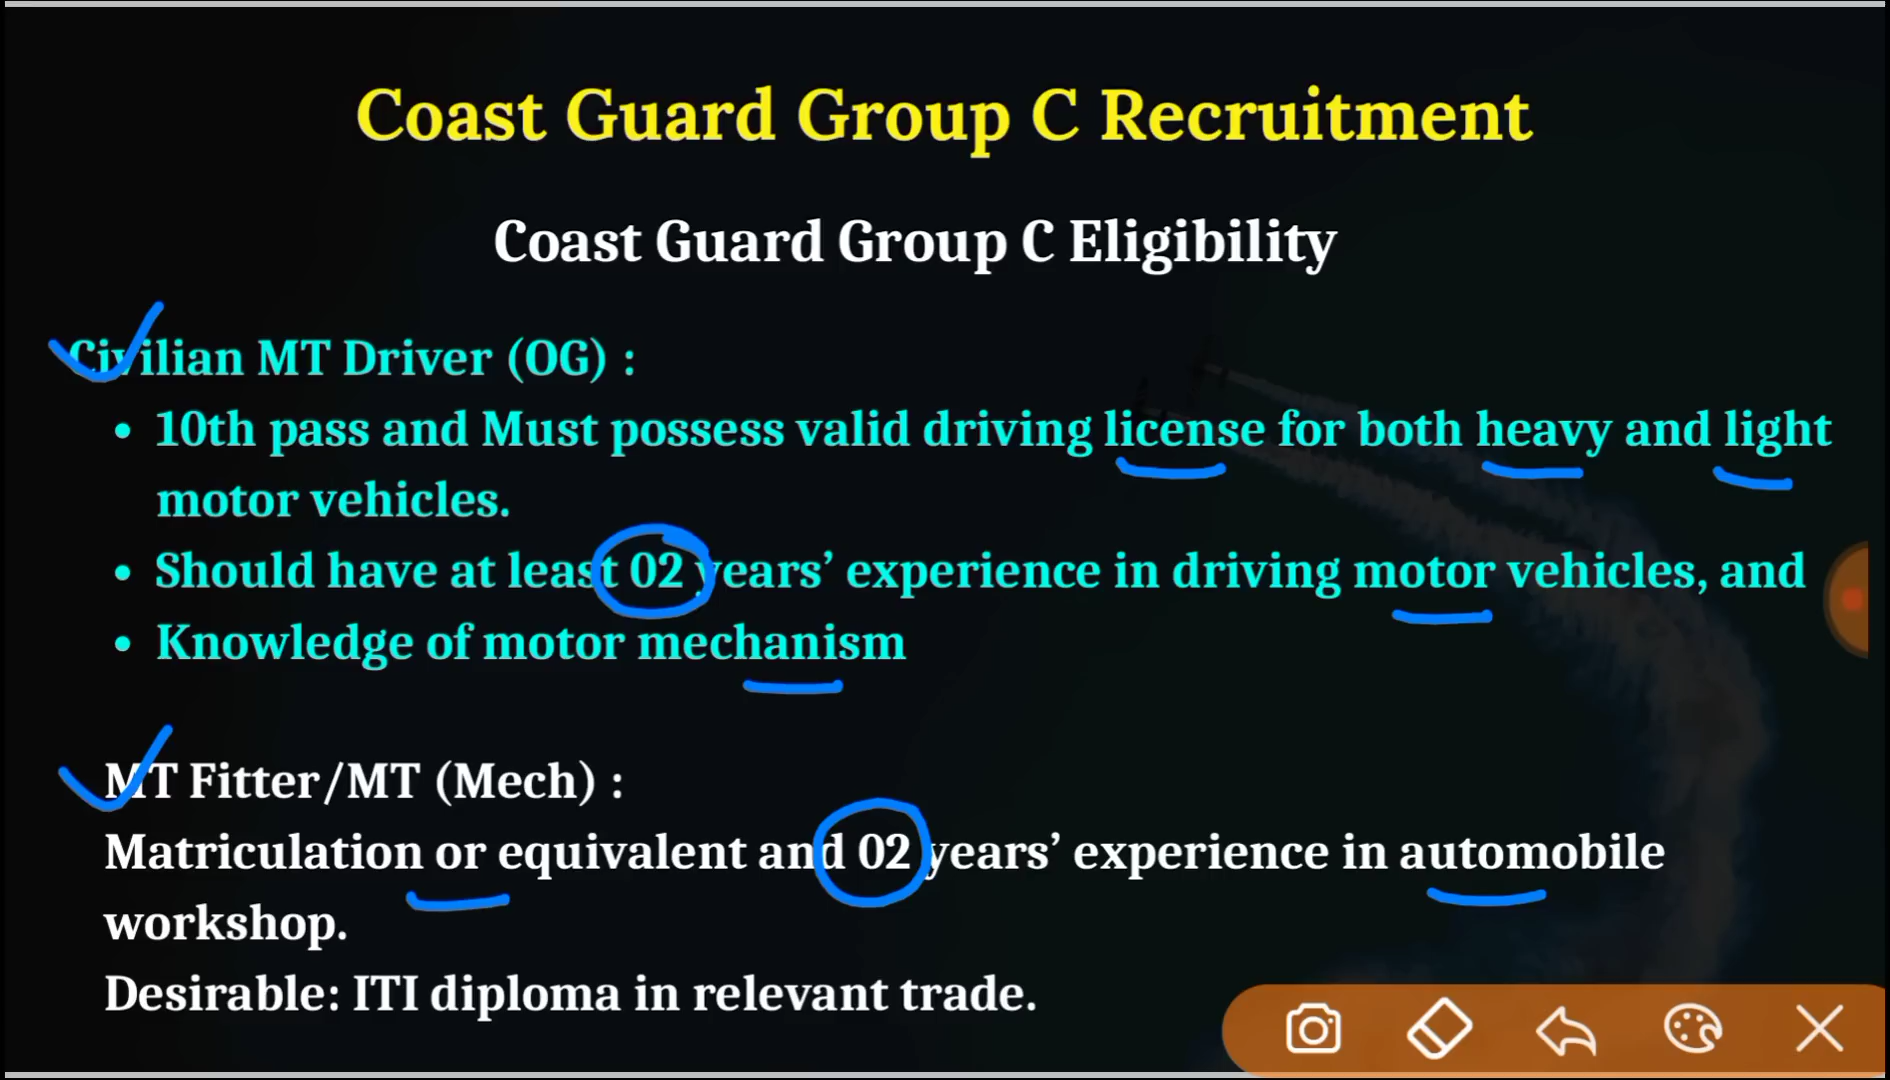 Coast Guard Group C Recruitment
Coast Guard Group C Eligibility
Civilian MT Driver (OG) :
• 10th pass and Must possess valid driving license for both heavy and light
motor vehicles.
• Should have at least 02 years’ experience in driving motor vehicles, and
• Knowledge of motor mechanism
MT Fitter/MT (Mech) :
Matriculation or equivalent and 02 years’ experience in automobile
workshop.
Desirable: ITI diploma in relevant trade.